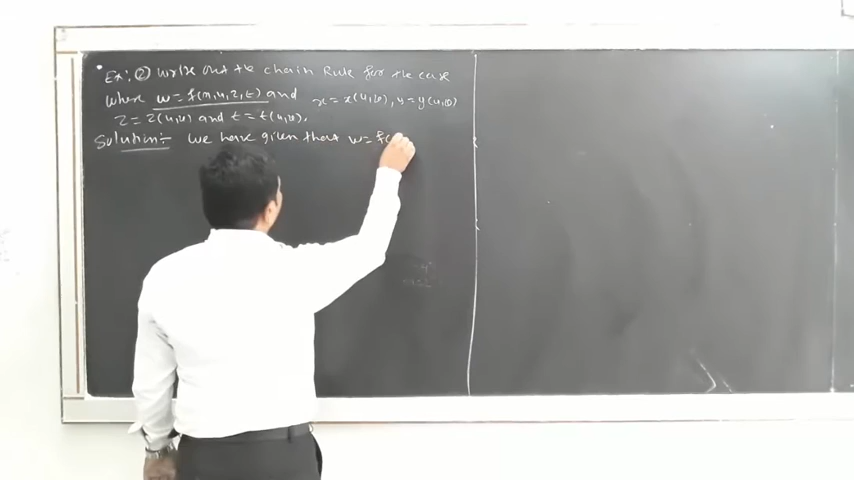 Ex: ② Write out the chain Rule for the case
where w = f(x, y, z, t) and x = x(u, v), y = y(u, v)
z = z(u, v) and t = t(u, v).
Solution :- We have given that w = f(